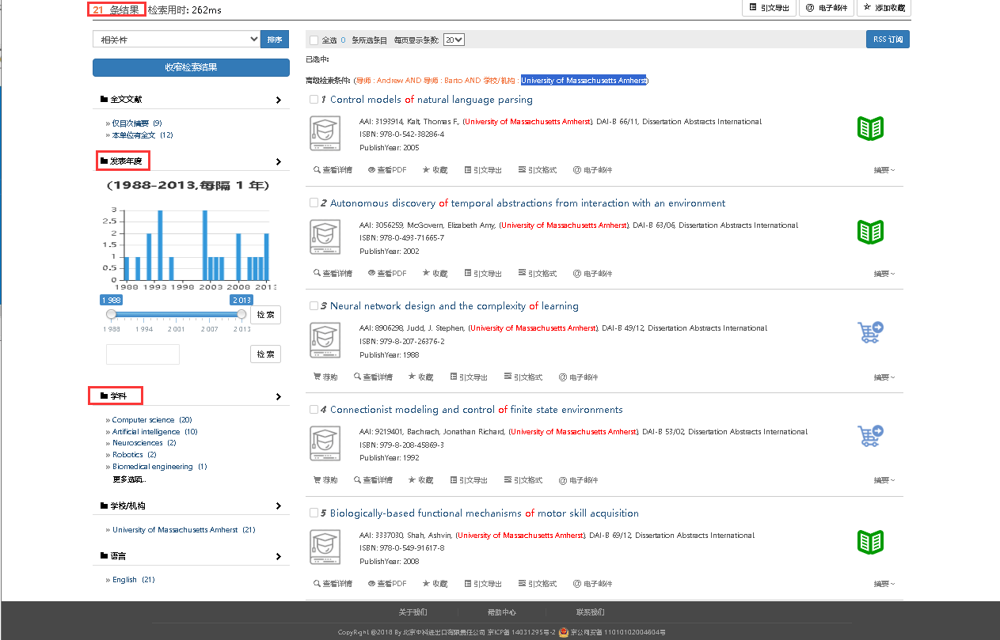 21 条结果 检索用时: 262ms
引文导出 电子邮件 添加收藏
相关性 排序
全选 0 条所选条目 每页显示条数: 20 RSS 订阅
收窄检索结果
已选中:
高级检索条件: (导师 : Andrew AND 导师 : Barto AND 学校/机构 : University of Massachusetts Amherst)
全文文献
» 仅目次摘要 (9)
» 本单位有全文 (12)
发表年度
(1988-2013,每隔 1 年)
3
2.5
2
1.5
1
0.5
0
1988 1993 1998 2003 2008 2013
1 988 2 013
检 索
1 988 1 994 2 001 2 007 2 013
检 索
学科
» Computer science (20)
» Artificial intelligence (10)
» Neurosciences (2)
» Robotics (2)
» Biomedical engineering (1)
更多选项..
学校/机构
» University of Massachusetts Amherst (21)
语言
» English (21)
1 Control models of natural language parsing
AAI: 3193914, Kalt, Thomas F., (University of Massachusetts Amherst). DAI-B 66/11, Dissertation Abstracts International.
ISBN: 978-0-542-38286-4
PublishYear: 2005
查看详情 查看PDF 收藏 引文导出 引文格式 电子邮件 摘要
2 Autonomous discovery of temporal abstractions from interaction with an environment
AAI: 3056259, McGovern, Elizabeth Amy, (University of Massachusetts Amherst). DAI-B 63/06, Dissertation Abstracts International.
ISBN: 978-0-493-71665-7
PublishYear: 2002
查看详情 查看PDF 收藏 引文导出 引文格式 电子邮件 摘要
3 Neural network design and the complexity of learning
AAI: 8906298, Judd, J. Stephen, (University of Massachusetts Amherst). DAI-B 49/12, Dissertation Abstracts International.
ISBN: 979-8-207-26376-2
PublishYear: 1988
荐购 查看详情 收藏 引文导出 引文格式 电子邮件 摘要
4 Connectionist modeling and control of finite state environments
AAI: 9219401, Bachrach, Jonathan Richard, (University of Massachusetts Amherst). DAI-B 53/02, Dissertation Abstracts International.
ISBN: 979-8-208-45869-3
PublishYear: 1992
荐购 查看详情 收藏 引文导出 引文格式 电子邮件 摘要
5 Biologically-based functional mechanisms of motor skill acquisition
AAI: 3337030, Shah, Ashvin, (University of Massachusetts Amherst). DAI-B 69/12, Dissertation Abstracts International.
ISBN: 978-0-549-91617-8
PublishYear: 2008
查看详情 查看PDF 收藏 引文导出 引文格式 电子邮件 摘要
关于我们 帮助中心 联系我们
CopyRight @2018 By 北京中科进出口有限责任公司 京ICP备 14031295号-2 京公网安备 11010102004604号